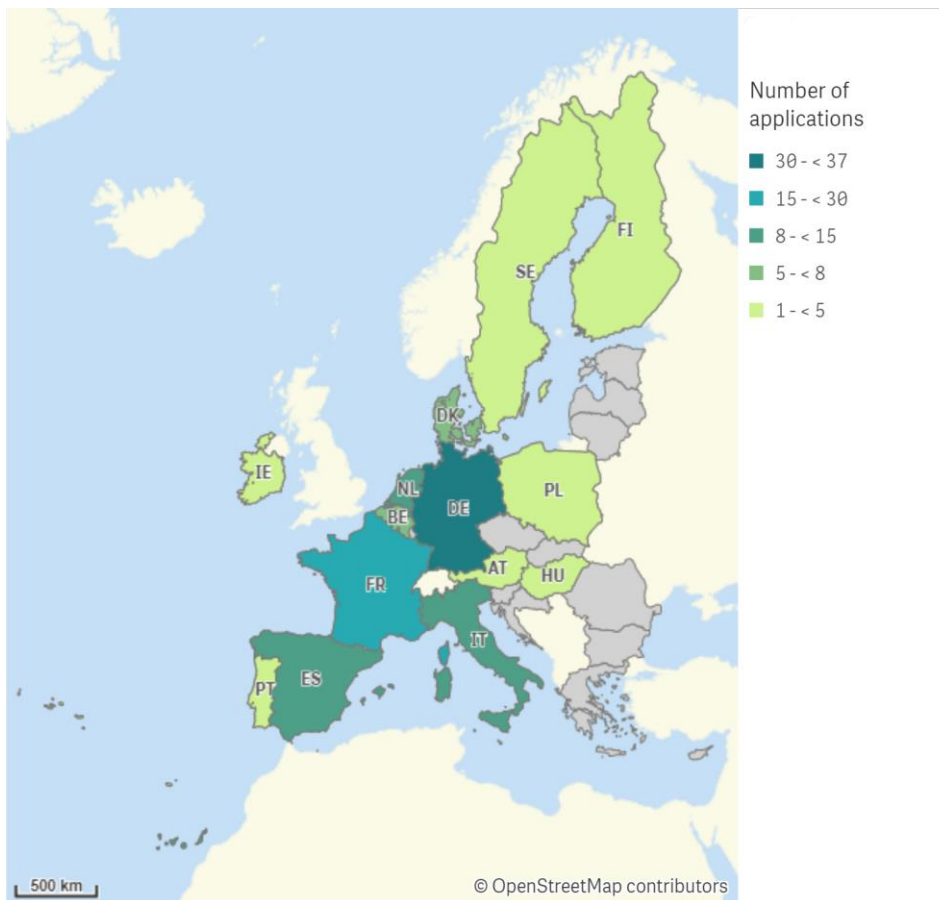 Number of
applications
30 - < 37
15 - < 30
8 - < 15
5 - < 8
1 - < 5
FI
SE
DK
IE
NL
BE
DE
PL
FR
AT
HU
IT
PT
ES
500 km
© OpenStreetMap contributors